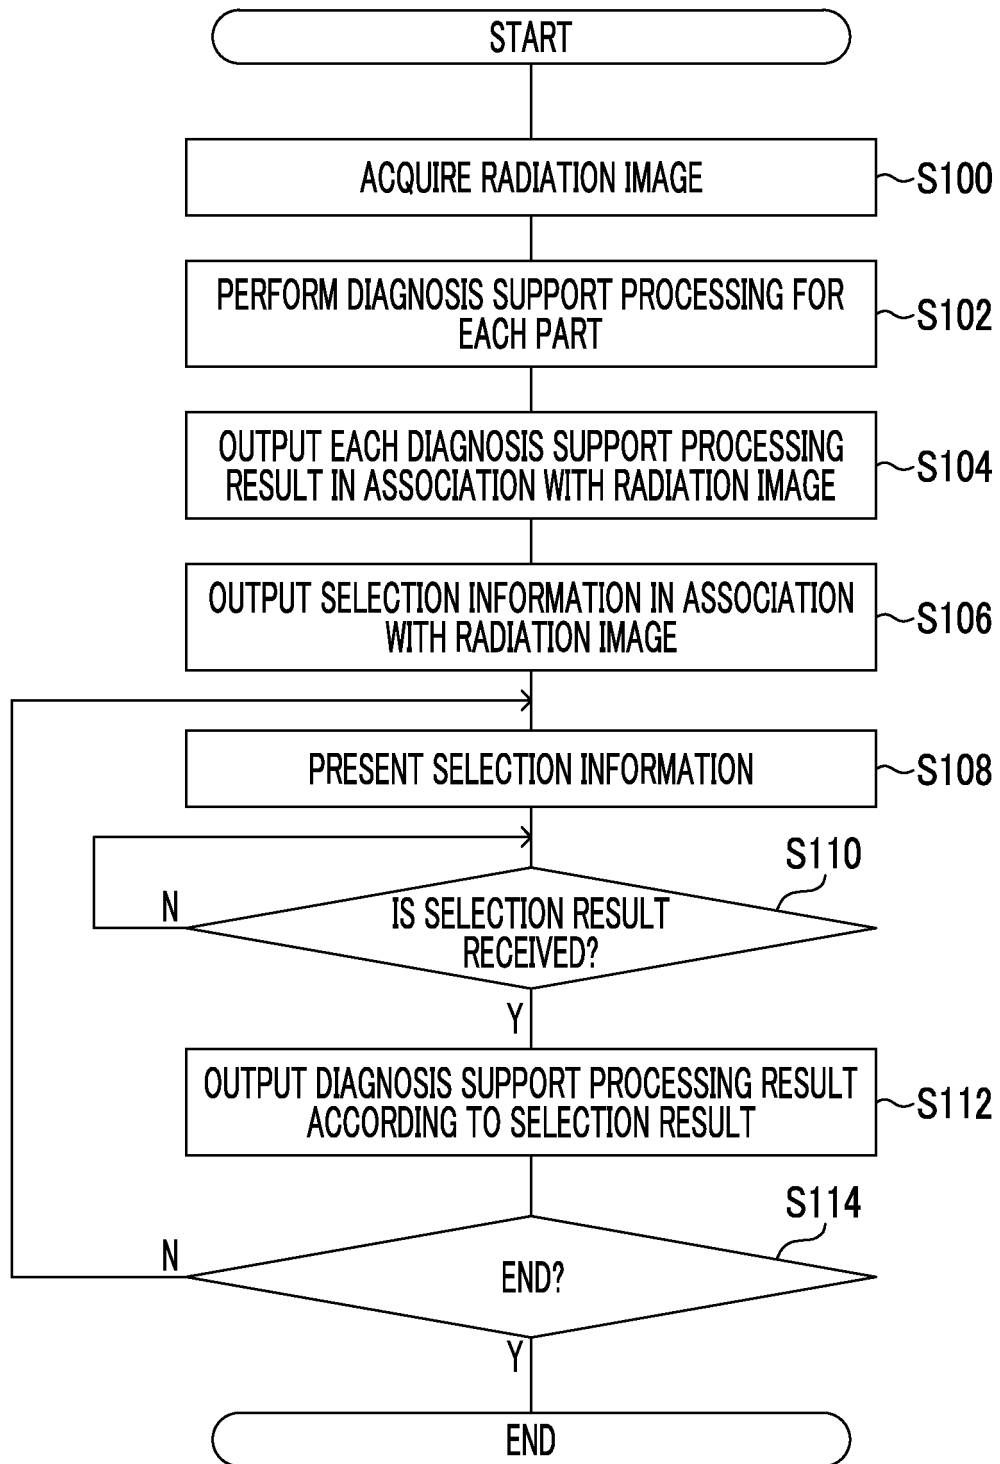 START
ACQUIRE RADIATION IMAGE
S100
PERFORM DIAGNOSIS SUPPORT PROCESSING FOR
EACH PART
S102
OUTPUT EACH DIAGNOSIS SUPPORT PROCESSING
RESULT IN ASSOCIATION WITH RADIATION IMAGE
S104
OUTPUT SELECTION INFORMATION IN ASSOCIATION
WITH RADIATION IMAGE
S106
PRESENT SELECTION INFORMATION
S108
S110
N
IS SELECTION RESULT
RECEIVED?
Y
OUTPUT DIAGNOSIS SUPPORT PROCESSING RESULT
ACCORDING TO SELECTION RESULT
S112
S114
N
END?
Y
END